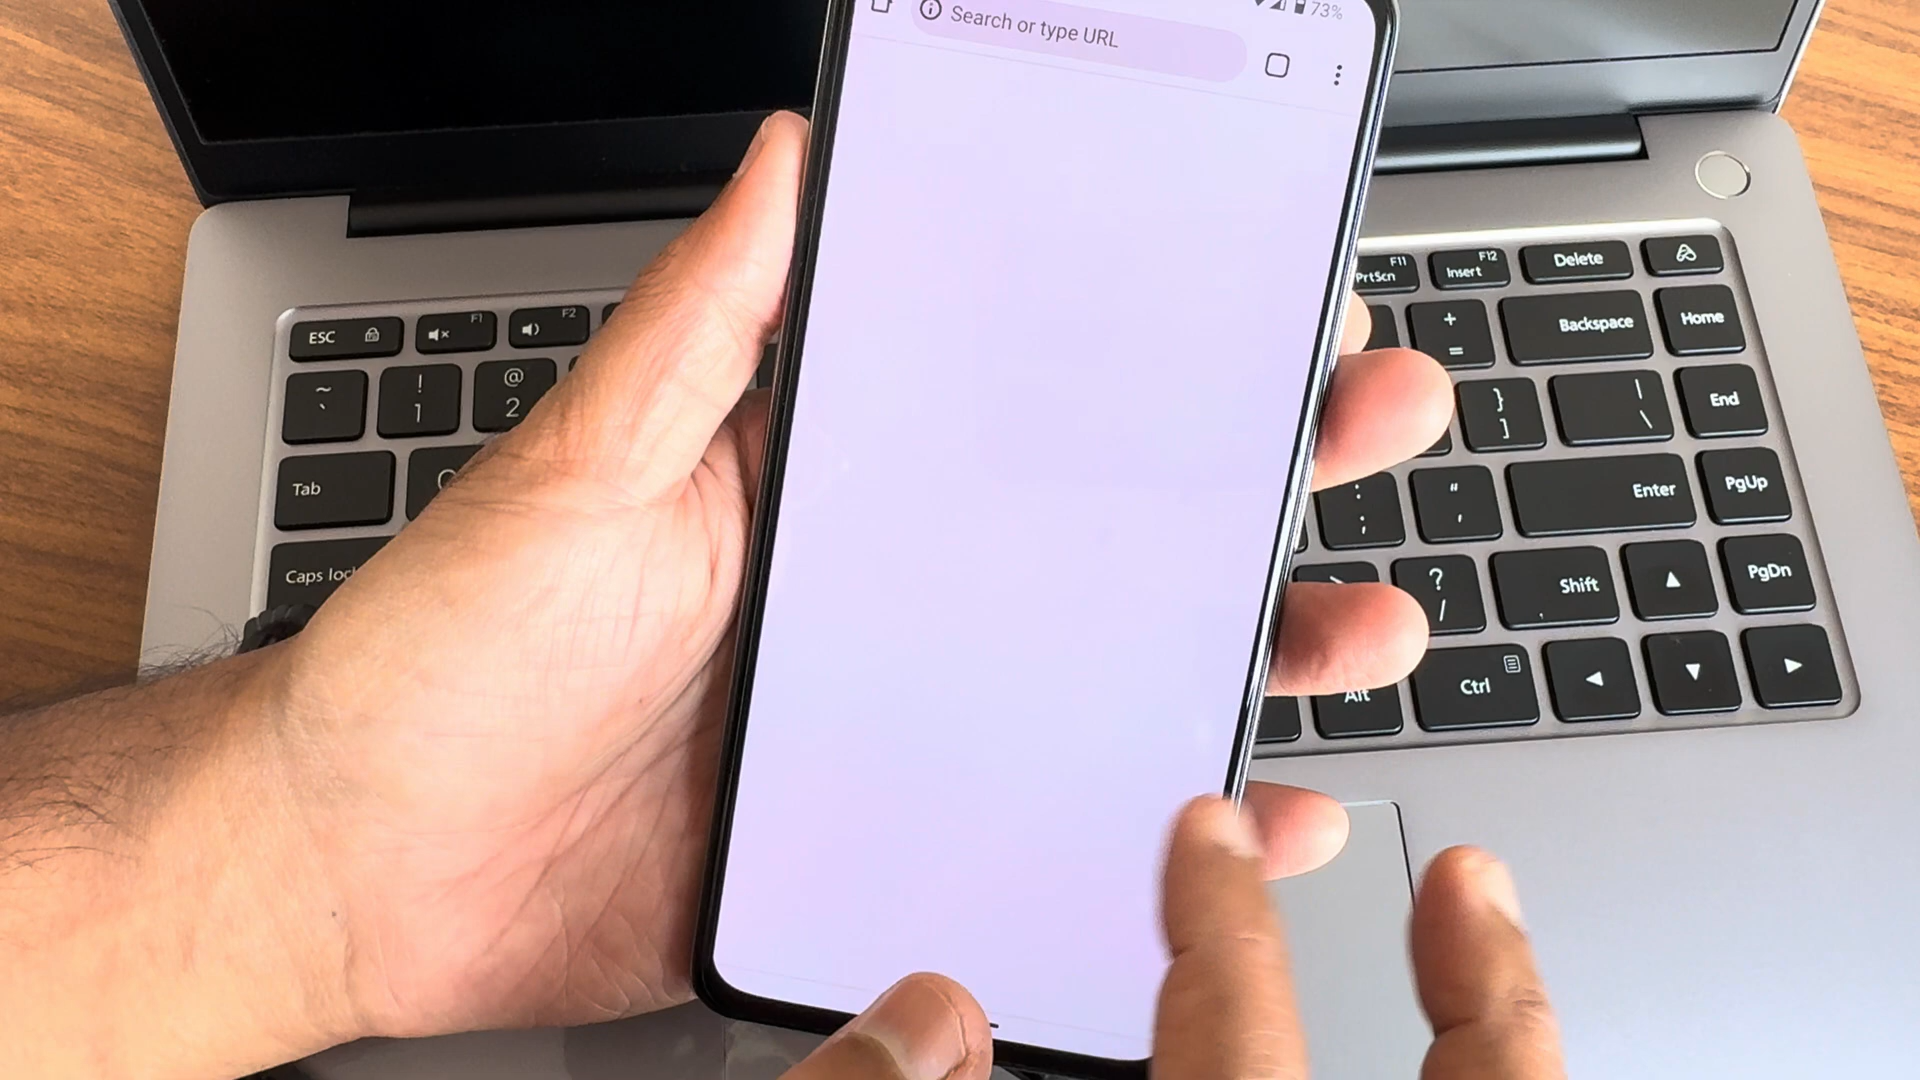 Search or type URL
73%
ESC
F1
F2
F11
PrtScn
F12
Insert
Delete
~
`
!
1
@
2
+
=
Backspace
Home
Tab
}
]
|
\
End
Caps lock
:
;
"
'
Enter
PgUp
?
/
Shift
PgDn
Alt
Ctrl